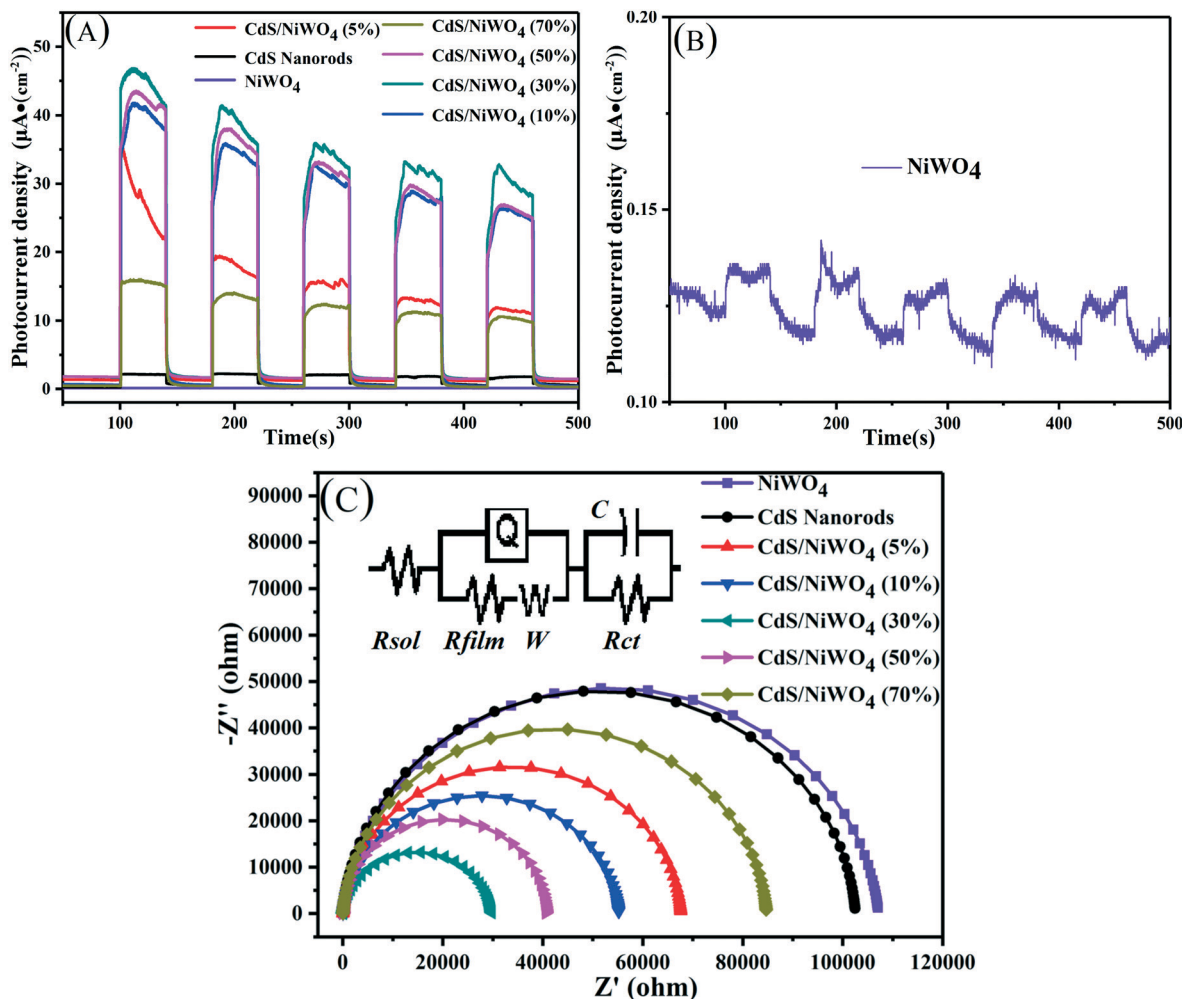 (A)
CdS/NiWO4 (5%)
CdS Nanorods
NiWO4
CdS/NiWO4 (70%)
CdS/NiWO4 (50%)
CdS/NiWO4 (30%)
CdS/NiWO4 (10%)
Photocurrent density (μA•(cm-2)
50
40
30
20
10
0
100
200
300
400
500
Time(s)
(B)
NiWO4
Photocurrent density (μA•(cm-2)
0.20
0.15
0.10
100
200
300
400
500
Time(s)
(C)
NiWO4
CdS Nanorods
CdS/NiWO4 (5%)
CdS/NiWO4 (10%)
CdS/NiWO4 (30%)
CdS/NiWO4 (50%)
CdS/NiWO4 (70%)
Q
C
Rsol
Rfilm
W
Rct
-Z'' (ohm)
90000
80000
70000
60000
50000
40000
30000
20000
10000
0
0
20000
40000
60000
80000
100000
120000
Z' (ohm)